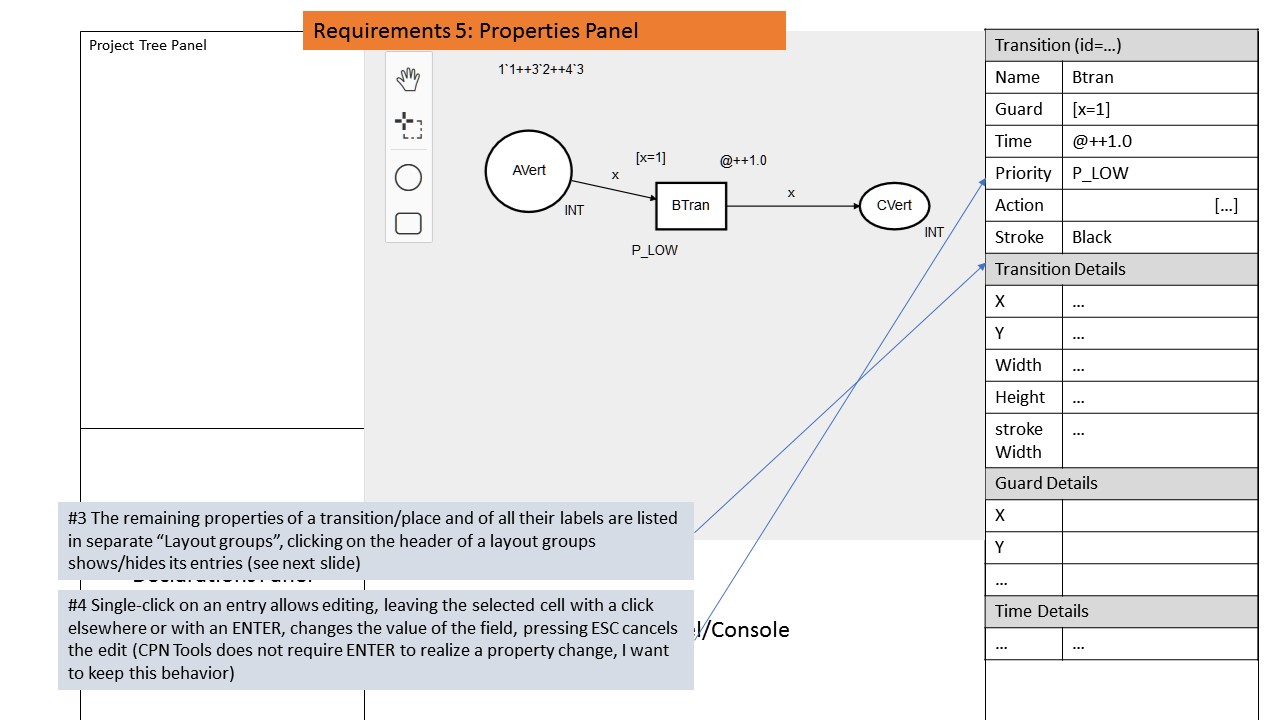 Requirements 5: Properties Panel
Project Tree Panel
1`1++3`2++4`3
AVert
INT
x
[x=1]
@++1.0
BTran
P_LOW
x
CVert
INT
Transition (id=...)
Name Btran
Guard [x=1]
Time @++1.0
Priority P_LOW
Action [...]
Stroke Black
Transition Details
X ...
Y ...
Width ...
Height ...
stroke ...
Width
Guard Details
X
Y
...
Time Details
... ...
#3 The remaining properties of a transition/place and of all their labels are listed
in separate “Layout groups”, clicking on the header of a layout groups
shows/hides its entries (see next slide)
#4 Single-click on an entry allows editing, leaving the selected cell with a click
elsewhere or with an ENTER, changes the value of the field, pressing ESC cancels
the edit (CPN Tools does not require ENTER to realize a property change, I want
to keep this behavior)
l/Console